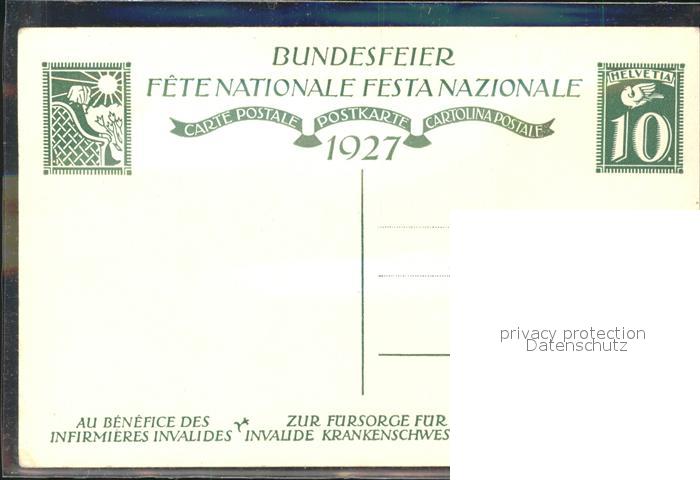 BUNDESFEIER
FÊTE NATIONALE FESTA NAZIONALE
CARTE POSTALE POSTKARTE CARTOLINA POSTALE
1927
HELVETIA
10
AU BÉNÉFICE DES
INFIRMIÈRES INVALIDES
ZUR FÜRSORGE FÜR
INVALIDE KRANKENSCHWES
privacy protection
Datenschutz